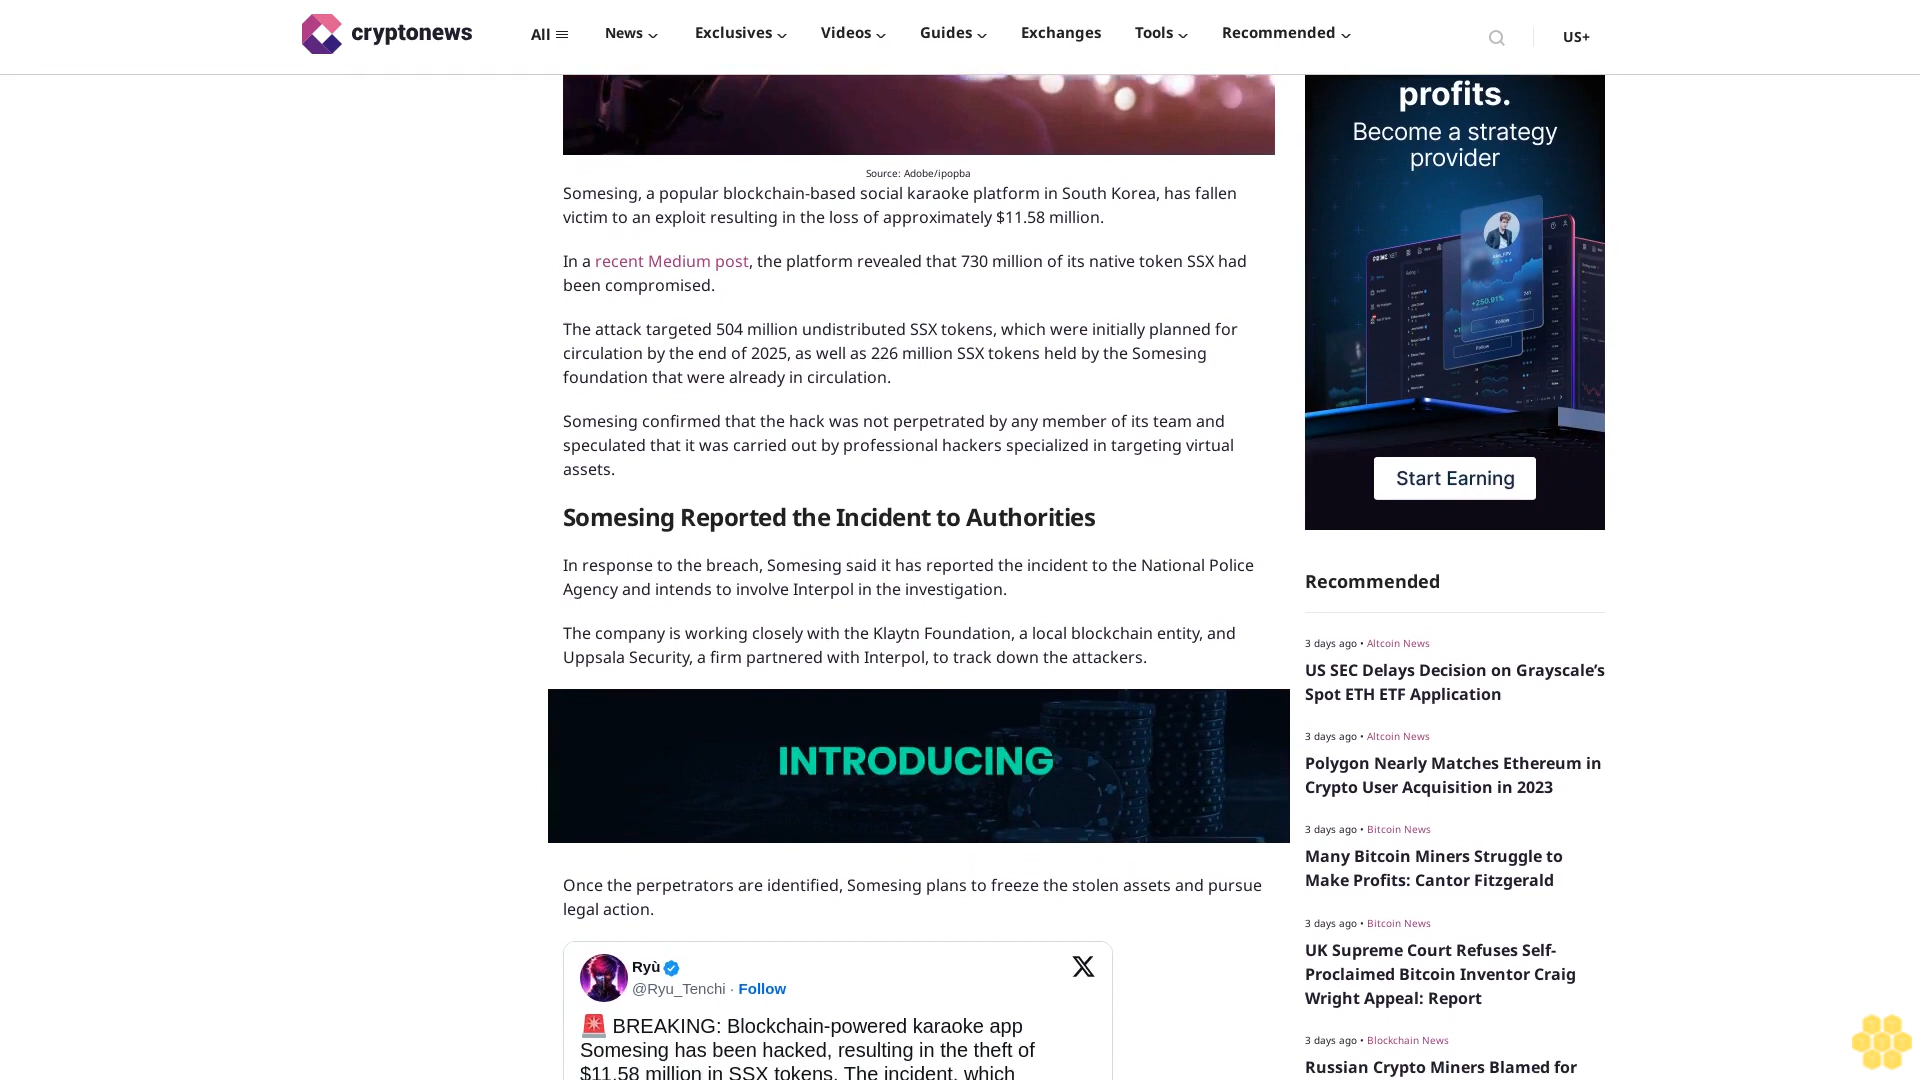 cryptonews
All
News
Exclusives
Videos
Guides
Exchanges
Tools
Recommended
US+
Source: Adobe/ipopba
Somesing, a popular blockchain-based social karaoke platform in South Korea, has fallen
victim to an exploit resulting in the loss of approximately $11.58 million.
In a recent Medium post, the platform revealed that 730 million of its native token SSX had
been compromised.
The attack targeted 504 million undistributed SSX tokens, which were initially planned for
circulation by the end of 2025, as well as 226 million SSX tokens held by the Somesing
foundation that were already in circulation.
Somesing confirmed that the hack was not perpetrated by any member of its team and
speculated that it was carried out by professional hackers specialized in targeting virtual
assets.
Somesing Reported the Incident to Authorities
In response to the breach, Somesing said it has reported the incident to the National Police
Agency and intends to involve Interpol in the investigation.
The company is working closely with the Klaytn Foundation, a local blockchain entity, and
Uppsala Security, a firm partnered with Interpol, to track down the attackers.
INTRODUCING
Once the perpetrators are identified, Somesing plans to freeze the stolen assets and pursue
legal action.
Ryù
@Ryu_Tenchi · Follow
🚨 BREAKING: Blockchain-powered karaoke app
Somesing has been hacked, resulting in the theft of
$11.58 million in SSX tokens. The incident, which
profits.
Become a strategy
provider
+250.91%
Follow
Follow
Start Earning
Recommended
3 days ago • Altcoin News
US SEC Delays Decision on Grayscale’s
Spot ETH ETF Application
3 days ago • Altcoin News
Polygon Nearly Matches Ethereum in
Crypto User Acquisition in 2023
3 days ago • Bitcoin News
Many Bitcoin Miners Struggle to
Make Profits: Cantor Fitzgerald
3 days ago • Bitcoin News
UK Supreme Court Refuses Self-
Proclaimed Bitcoin Inventor Craig
Wright Appeal: Report
3 days ago • Blockchain News
Russian Crypto Miners Blamed for